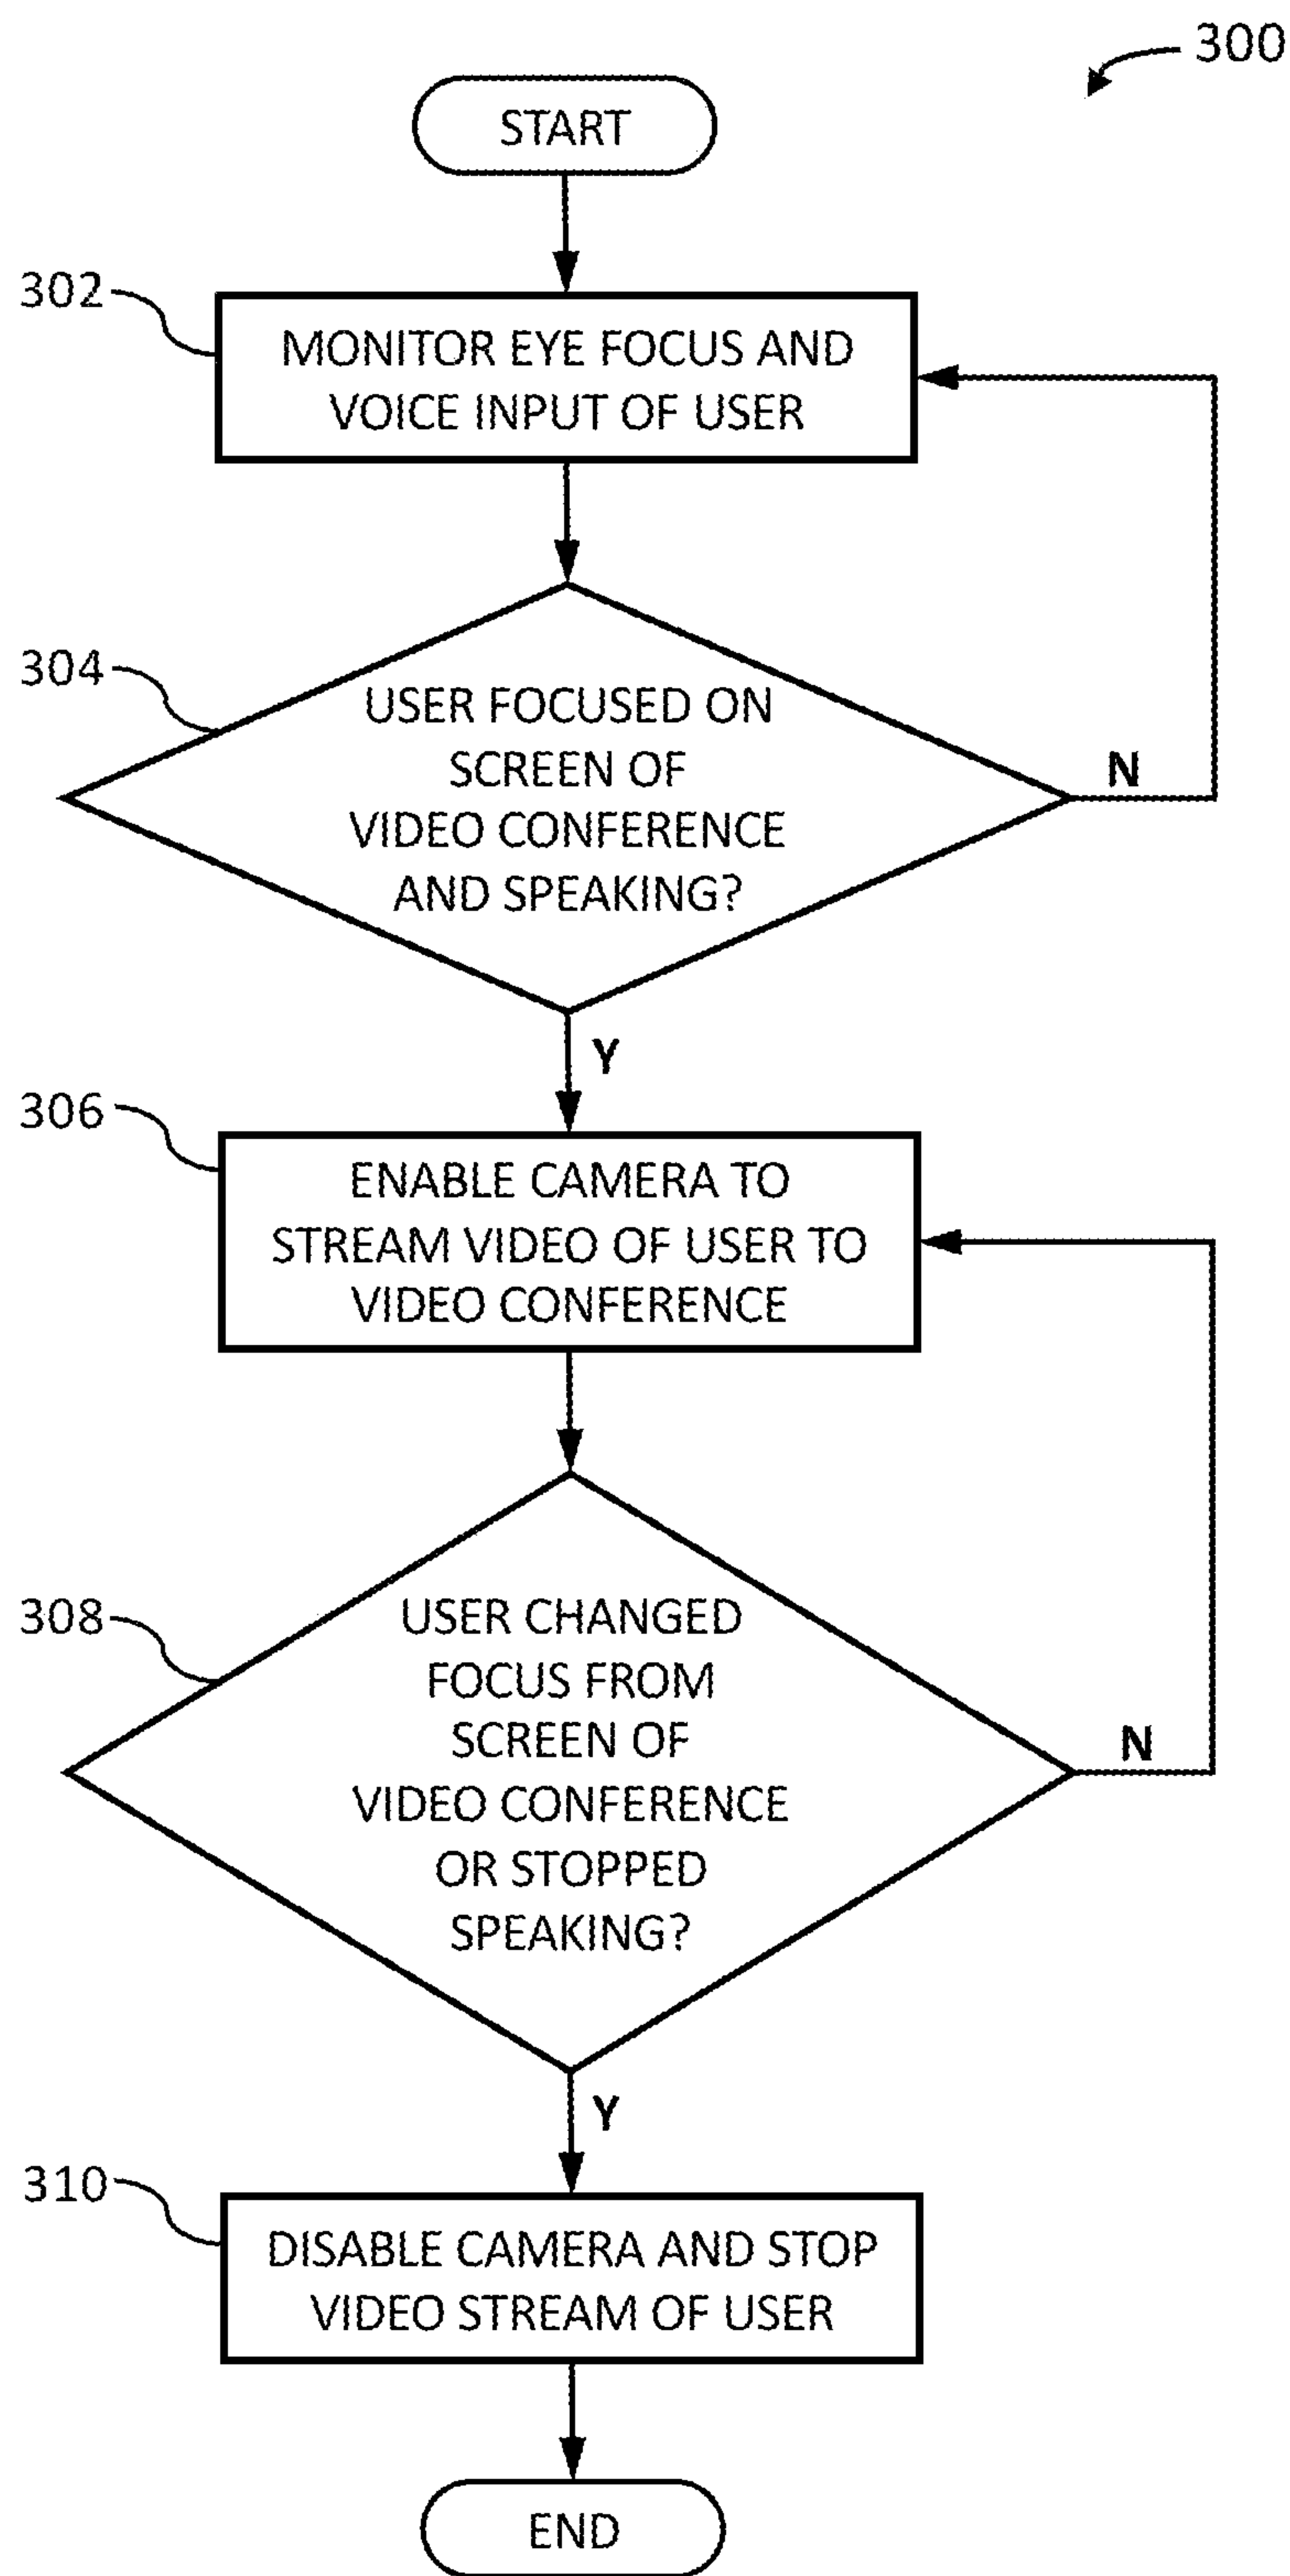 300
START
302
MONITOR EYE FOCUS AND
VOICE INPUT OF USER
304
USER FOCUSED ON
SCREEN OF
VIDEO CONFERENCE
AND SPEAKING?
N
Y
306
ENABLE CAMERA TO
STREAM VIDEO OF USER TO
VIDEO CONFERENCE
308
USER CHANGED
FOCUS FROM
SCREEN OF
VIDEO CONFERENCE
OR STOPPED
SPEAKING?
N
Y
310
DISABLE CAMERA AND STOP
VIDEO STREAM OF USER
END